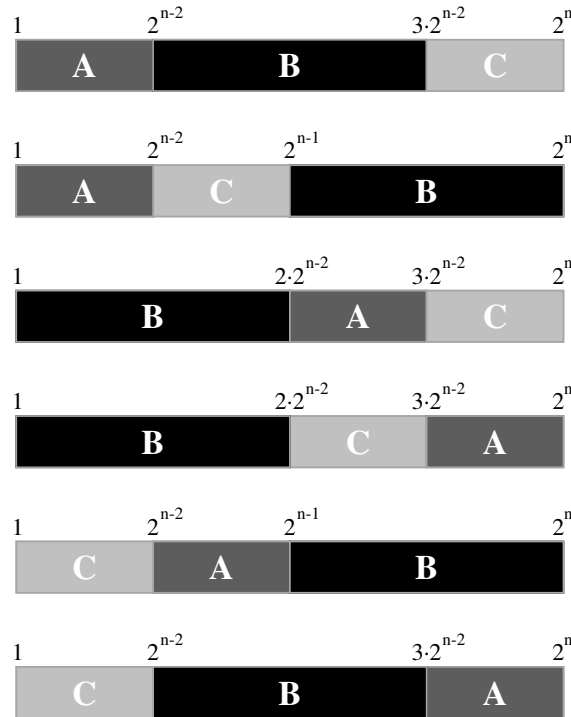 1 2^{n-2} 3·2^{n-2} 2^n
A B C
1 2^{n-2} 2^{n-1} 2^n
A C B
1 2·2^{n-2} 3·2^{n-2} 2^n
B A C
1 2·2^{n-2} 3·2^{n-2} 2^n
B C A
1 2^{n-2} 2^{n-1} 2^n
C A B
1 2^{n-2} 3·2^{n-2} 2^n
C B A